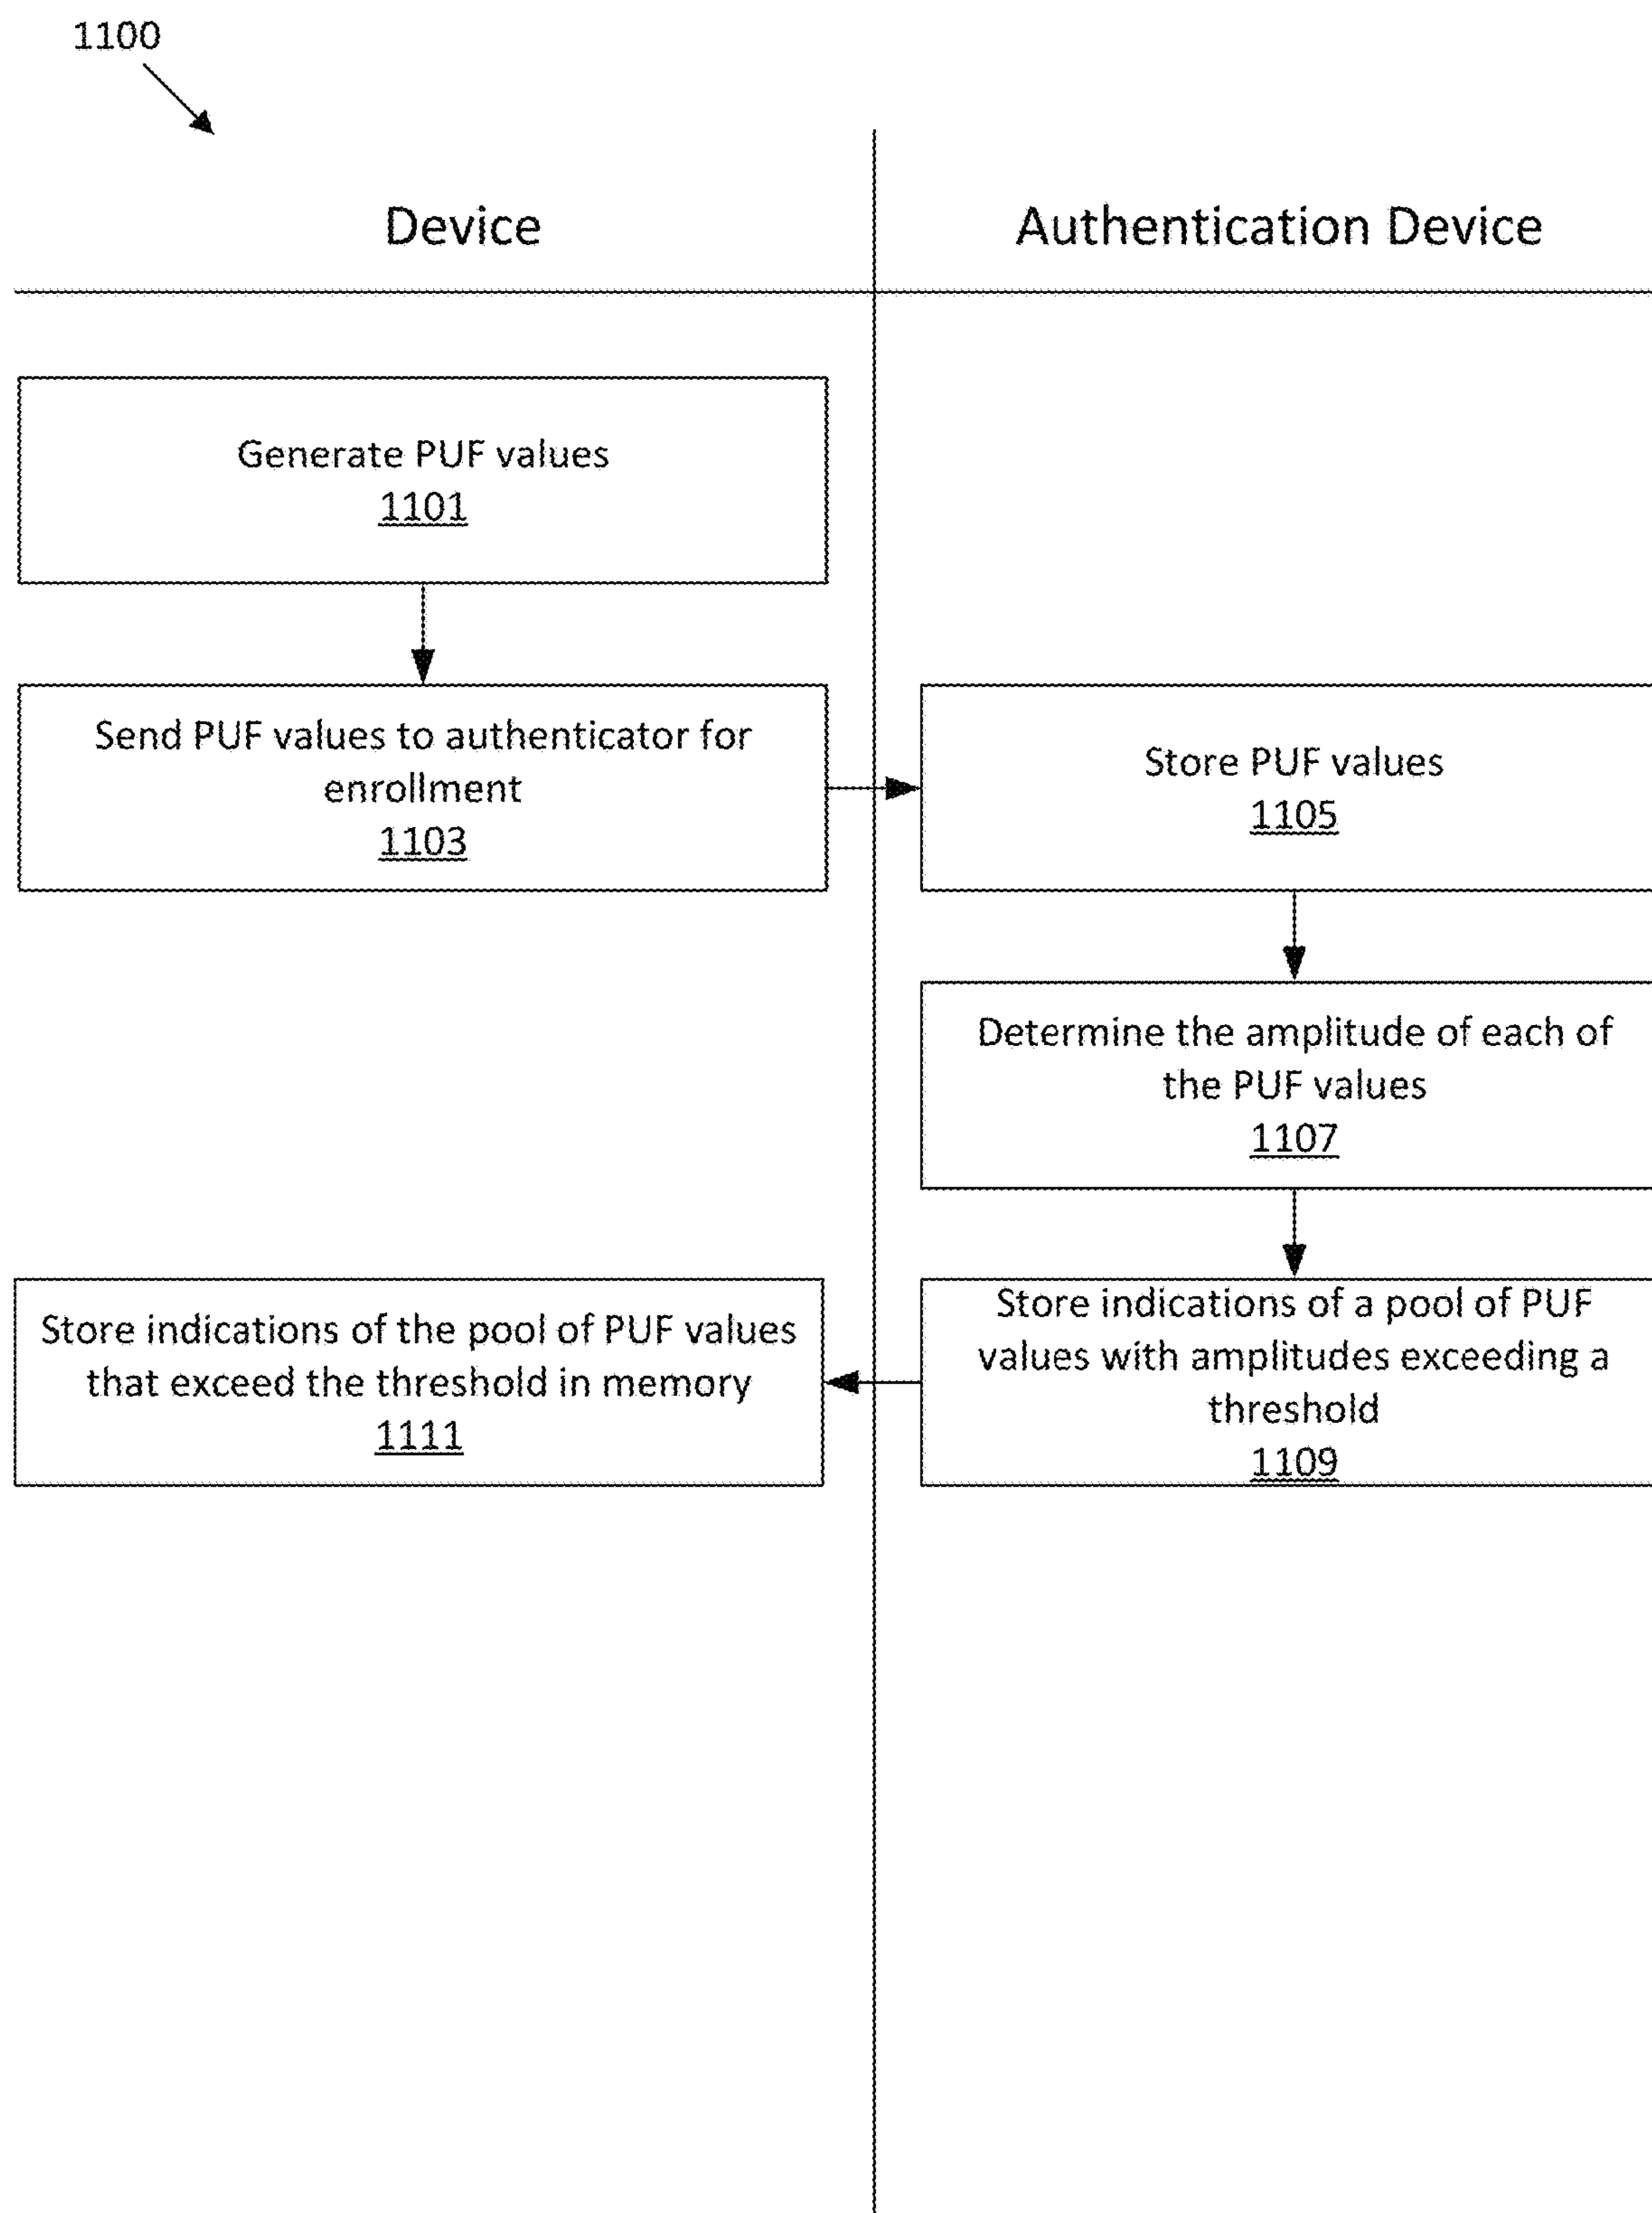 1100
Device
Authentication Device
Generate PUF values
1101
Send PUF values to authenticator for
enrollment
1103
Store PUF values
1105
Determine the amplitude of each of
the PUF values
1107
Store indications of a pool of PUF
values with amplitudes exceeding a
threshold
1109
Store indications of the pool of PUF values
that exceed the threshold in memory
1111